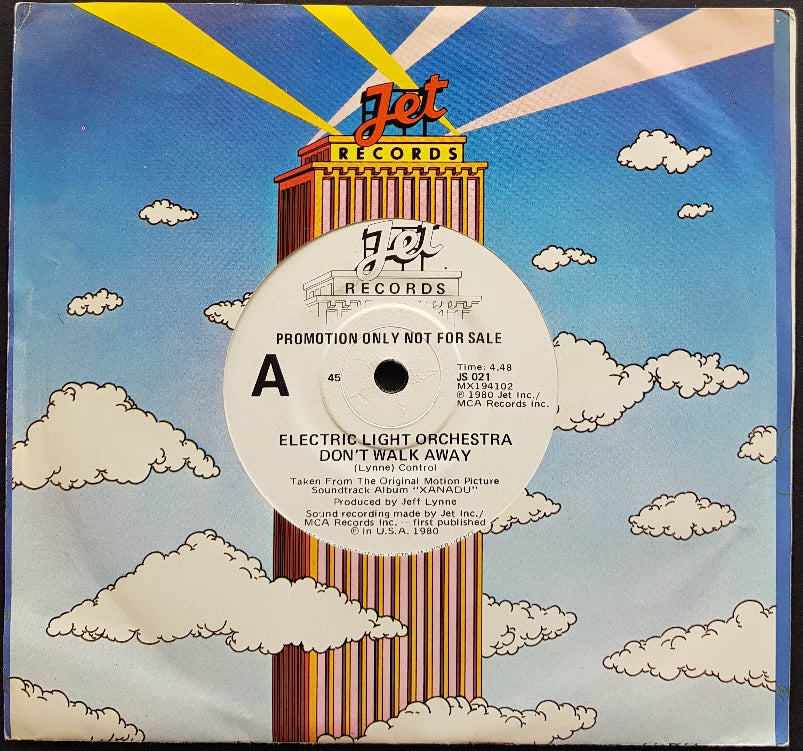 Jet
RECORDS
Jet
RECORDS
PROMOTION ONLY NOT FOR SALE
A
45
Time: 4.48
JS 021
MX194102
℗ 1980 Jet Inc./
MCA Records Inc.
ELECTRIC LIGHT ORCHESTRA
DON'T WALK AWAY
(Lynne) Control
Taken From The Original Motion Picture
Soundtrack Album "XANADU"
Produced by Jeff Lynne
Sound recording made by Jet Inc./
MCA Records Inc. — first published
℗ in U.S.A. 1980